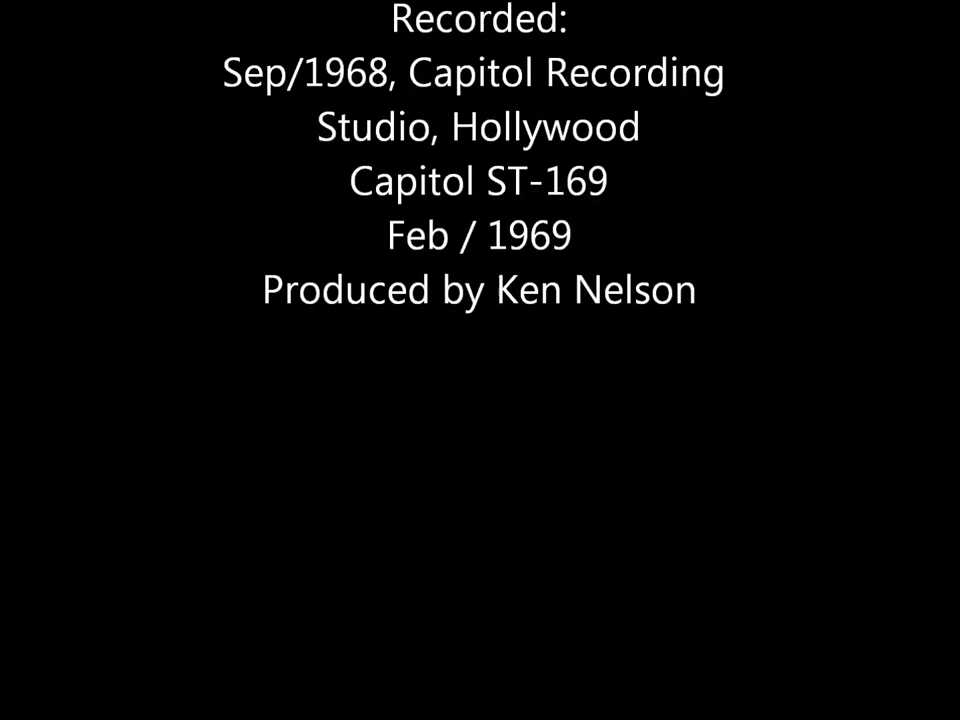 Recorded:
Sep/1968, Capitol Recording
Studio, Hollywood
Capitol ST-169
Feb / 1969
Produced by Ken Nelson